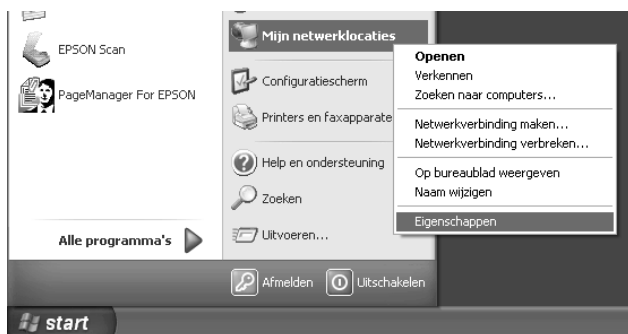 EPSON Scan
PageManager For EPSON
Alle programma's
Mijn netwerklocaties
Configuratiescherm
Printers en faxapparate
Help en ondersteuning
Zoeken
Uitvoeren...
Openen
Verkennen
Zoeken naar computers...
Netwerkverbinding maken...
Netwerkverbinding verbreken...
Op bureaublad weergeven
Naam wijzigen
Eigenschappen
Afmelden
Uitschakelen
start